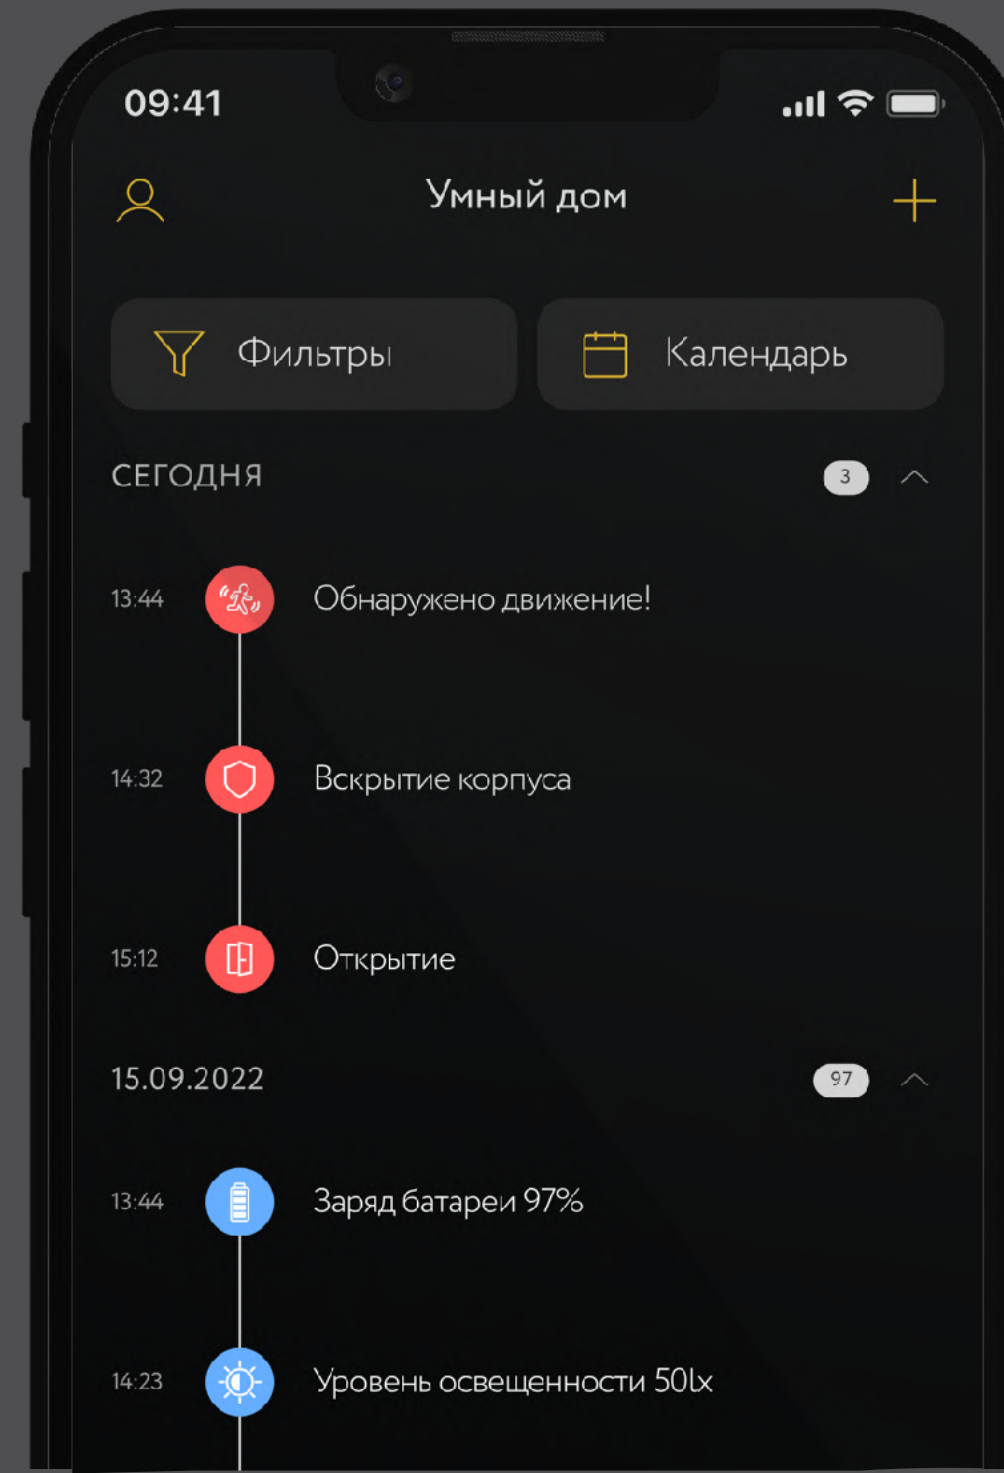 09:41
Умный дом
Фильтры
Календарь
СЕГОДНЯ
3
13:44
Обнаружено движение!
14:32
Вскрытие корпуса
15:12
Открытие
15.09.2022
97
13:44
Заряд батареи 97%
14:23
Уровень освещенности 50lx